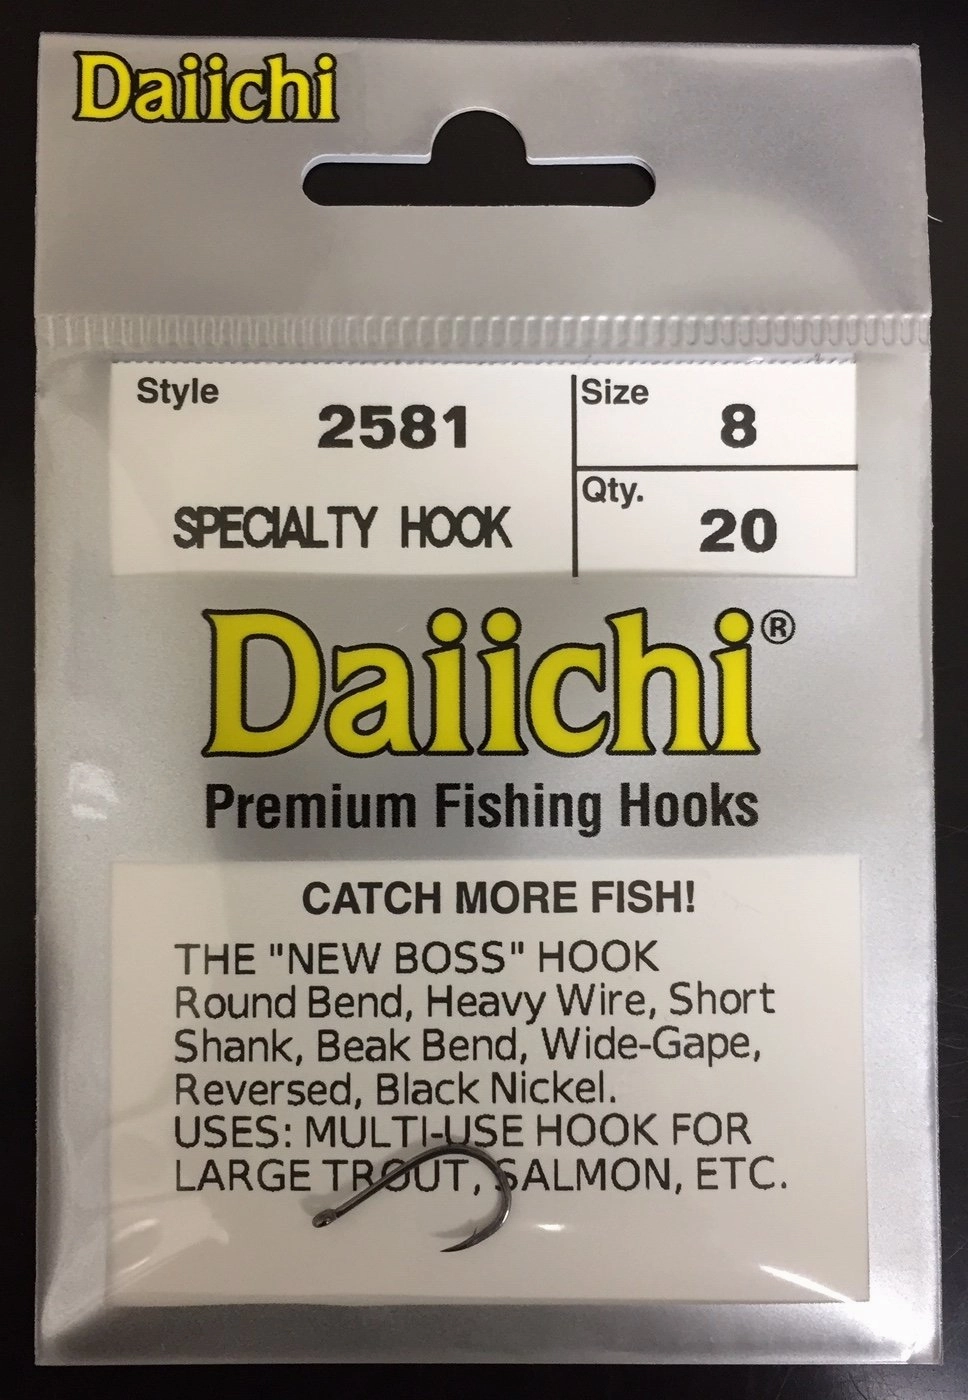 Daiichi
Style
2581
Size
8
SPECIALTY HOOK
Qty.
20
Daiichi®
Premium Fishing Hooks
CATCH MORE FISH!
THE "NEW BOSS" HOOK
Round Bend, Heavy Wire, Short
Shank, Beak Bend, Wide-Gape,
Reversed, Black Nickel.
USES: MULTI-USE HOOK FOR
LARGE TROUT, SALMON, ETC.